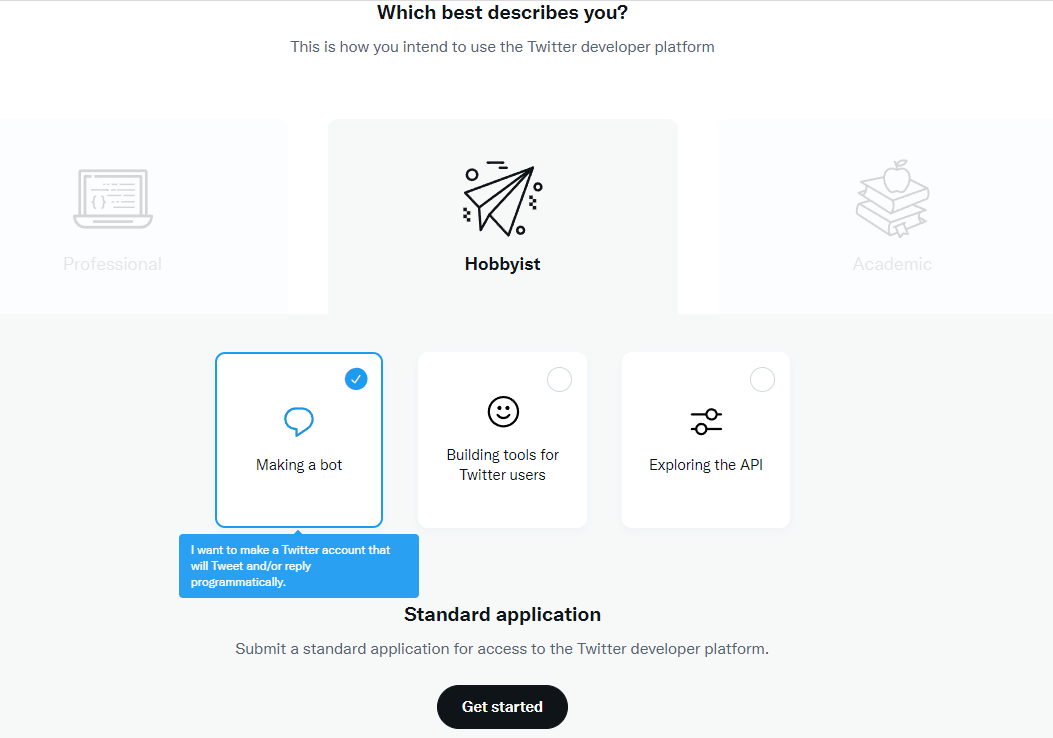 Which best describes you?
This is how you intend to use the Twitter developer platform
{}
Professional
Hobbyist
Academic
Making a bot
Building tools for
Twitter users
Exploring the API
I want to make a Twitter account that
will Tweet and/or reply
programmatically.
Standard application
Submit a standard application for access to the Twitter developer platform.
Get started